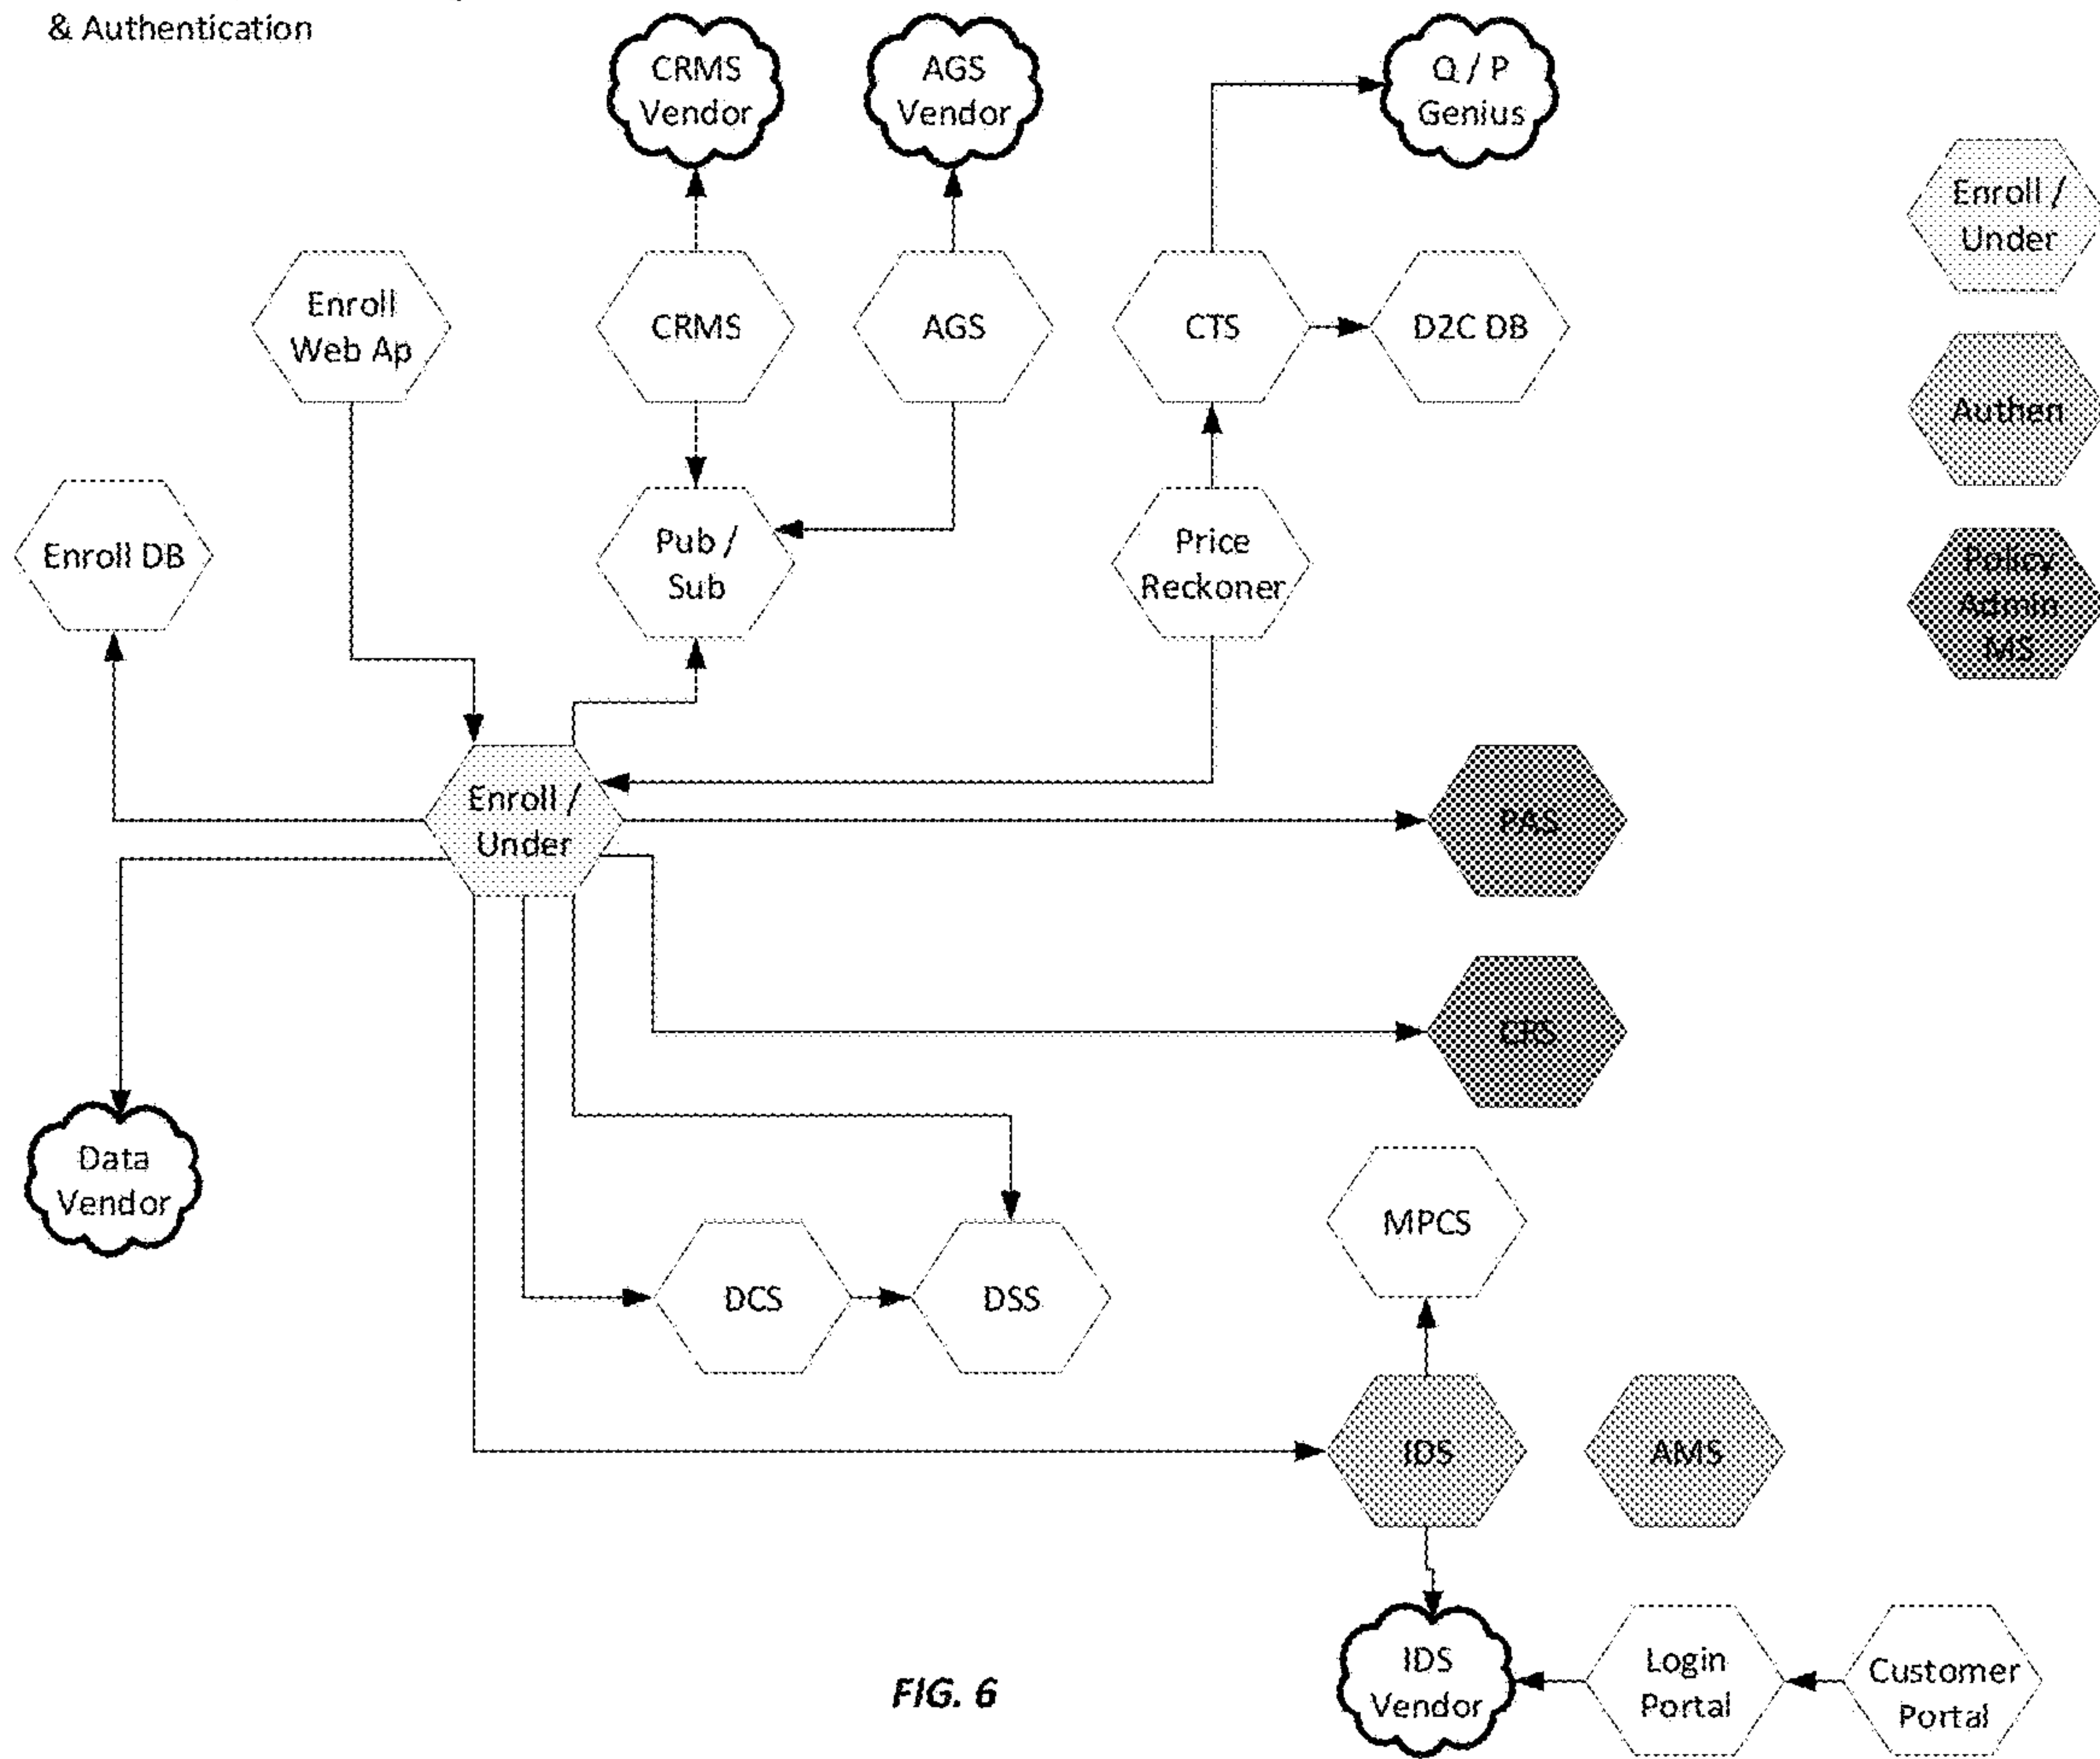 & Authentication
CRMS
Vendor
AGS
Vendor
Q / P
Genius
Enroll /
Under
Enroll
Web Ap
CRMS
AGS
CTS
D2C DB
Authen
Enroll DB
Pub /
Sub
Price
Reckoner
Policy
Admin
MS
Enroll /
Under
PAS
CRS
Data
Vendor
MPCS
DCS
DSS
IDS
AMS
IDS
Vendor
Login
Portal
Customer
Portal
FIG. 6